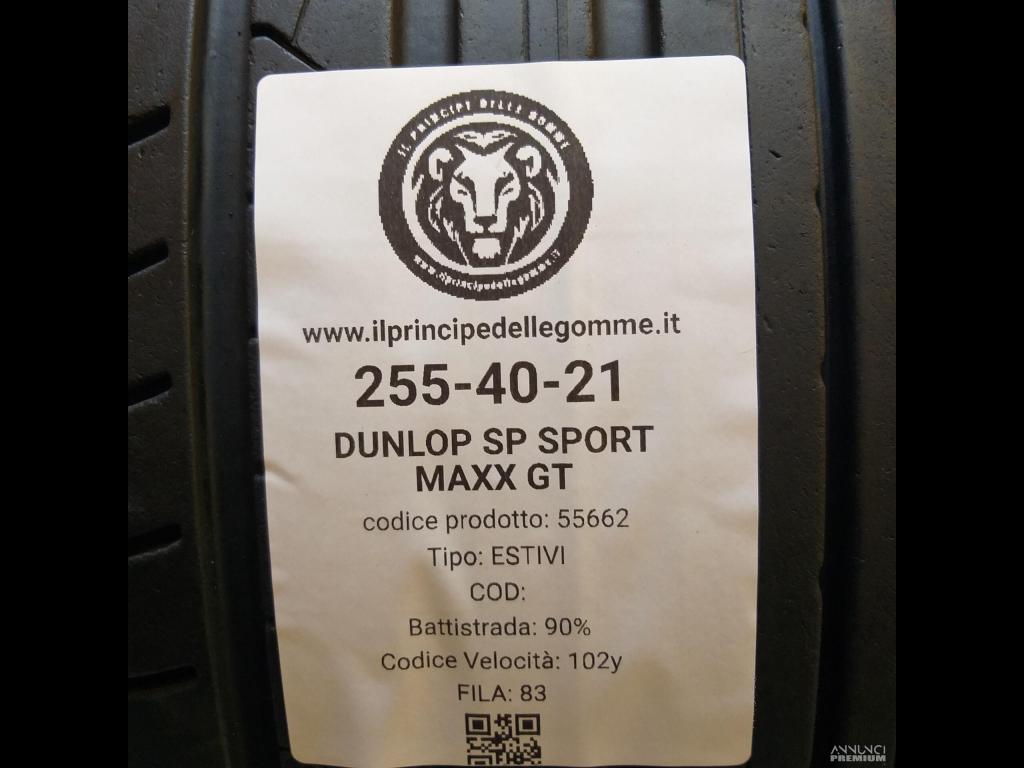 IL PRINCIPE DELLE GOMME
www.ilprincipedellegomme.it
www.ilprincipedellegomme.it
255-40-21
DUNLOP SP SPORT
MAXX GT
codice prodotto: 55662
Tipo: ESTIVI
COD:
Battistrada: 90%
Codice Velocità: 102y
FILA: 83
ANNUNCI
PREMIUM